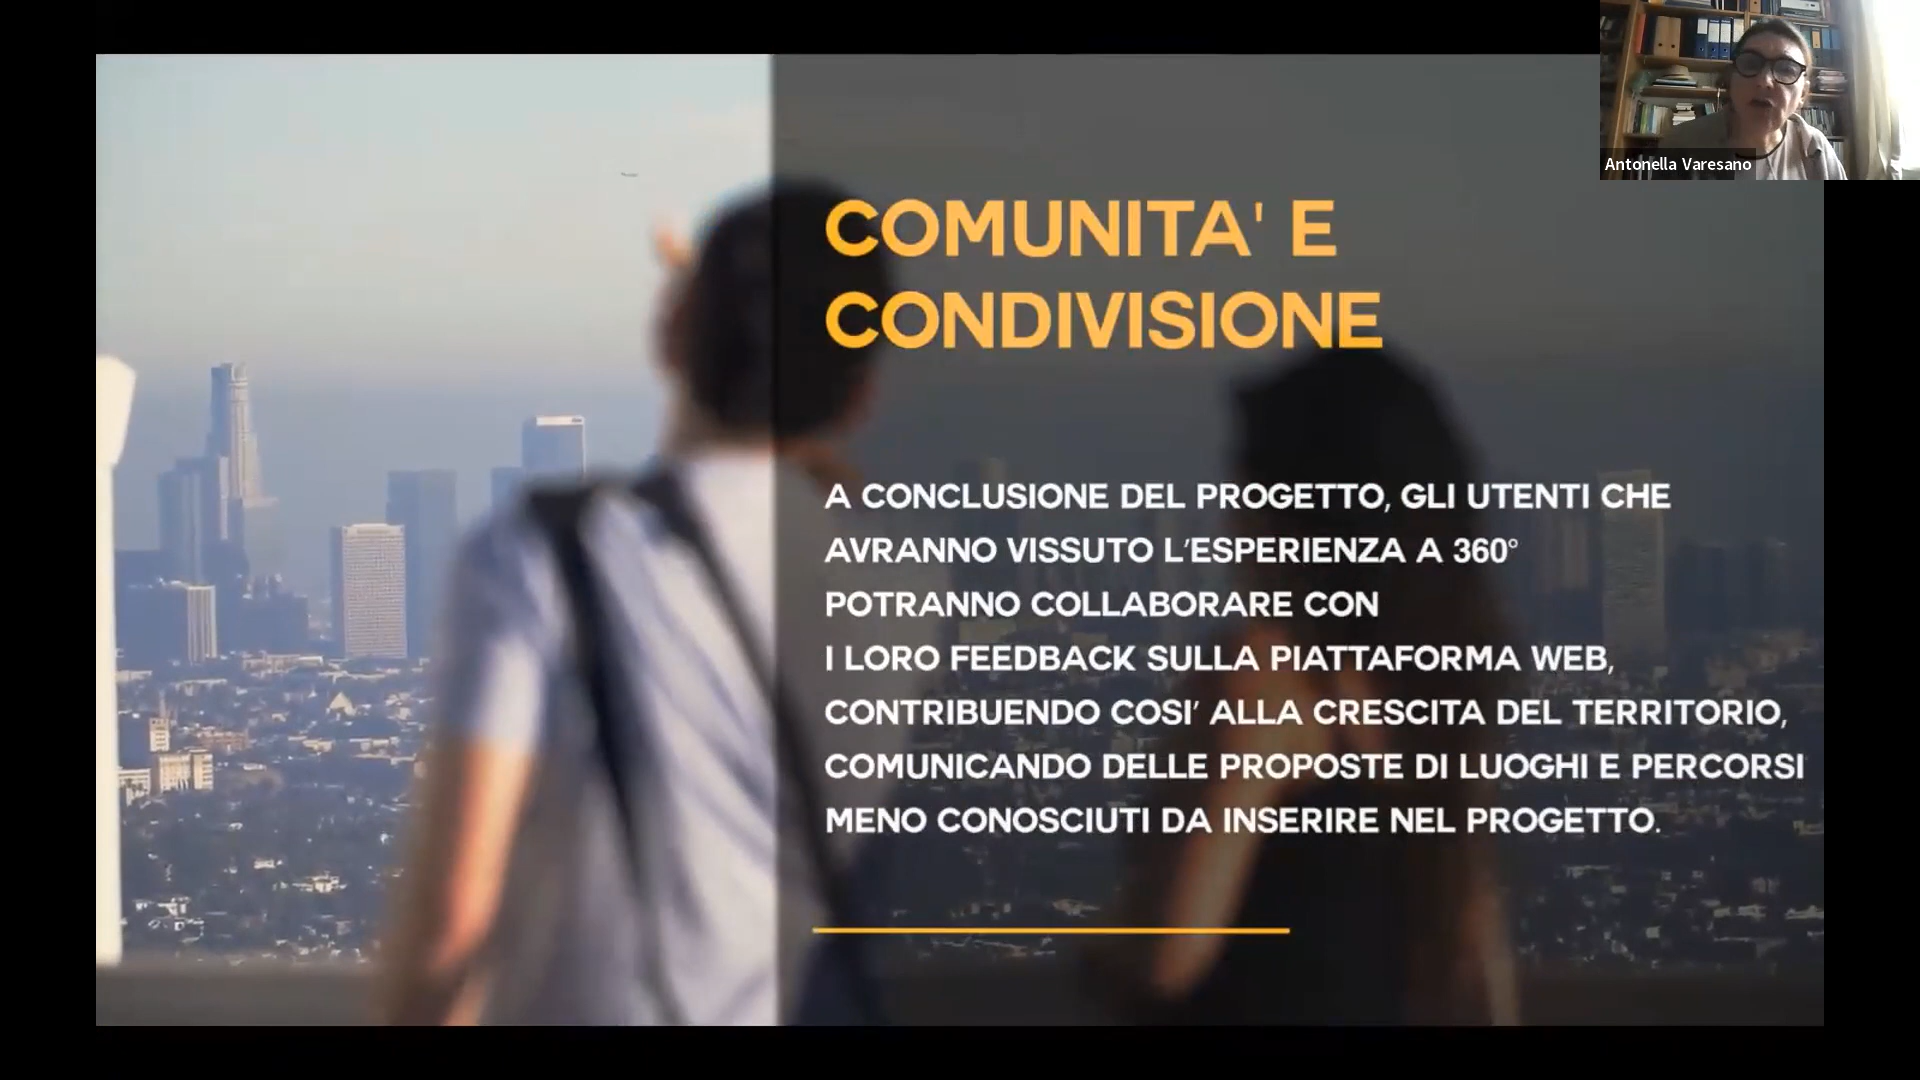 Antonella Varesano
COMUNITA' E
CONDIVISIONE
A CONCLUSIONE DEL PROGETTO, GLI UTENTI CHE
AVRANNO VISSUTO L’ESPERIENZA A 360°
POTRANNO COLLABORARE CON
I LORO FEEDBACK SULLA PIATTAFORMA WEB,
CONTRIBUENDO COSI’ ALLA CRESCITA DEL TERRITORIO,
COMUNICANDO DELLE PROPOSTE DI LUOGHI E PERCORSI
MENO CONOSCIUTI DA INSERIRE NEL PROGETTO.